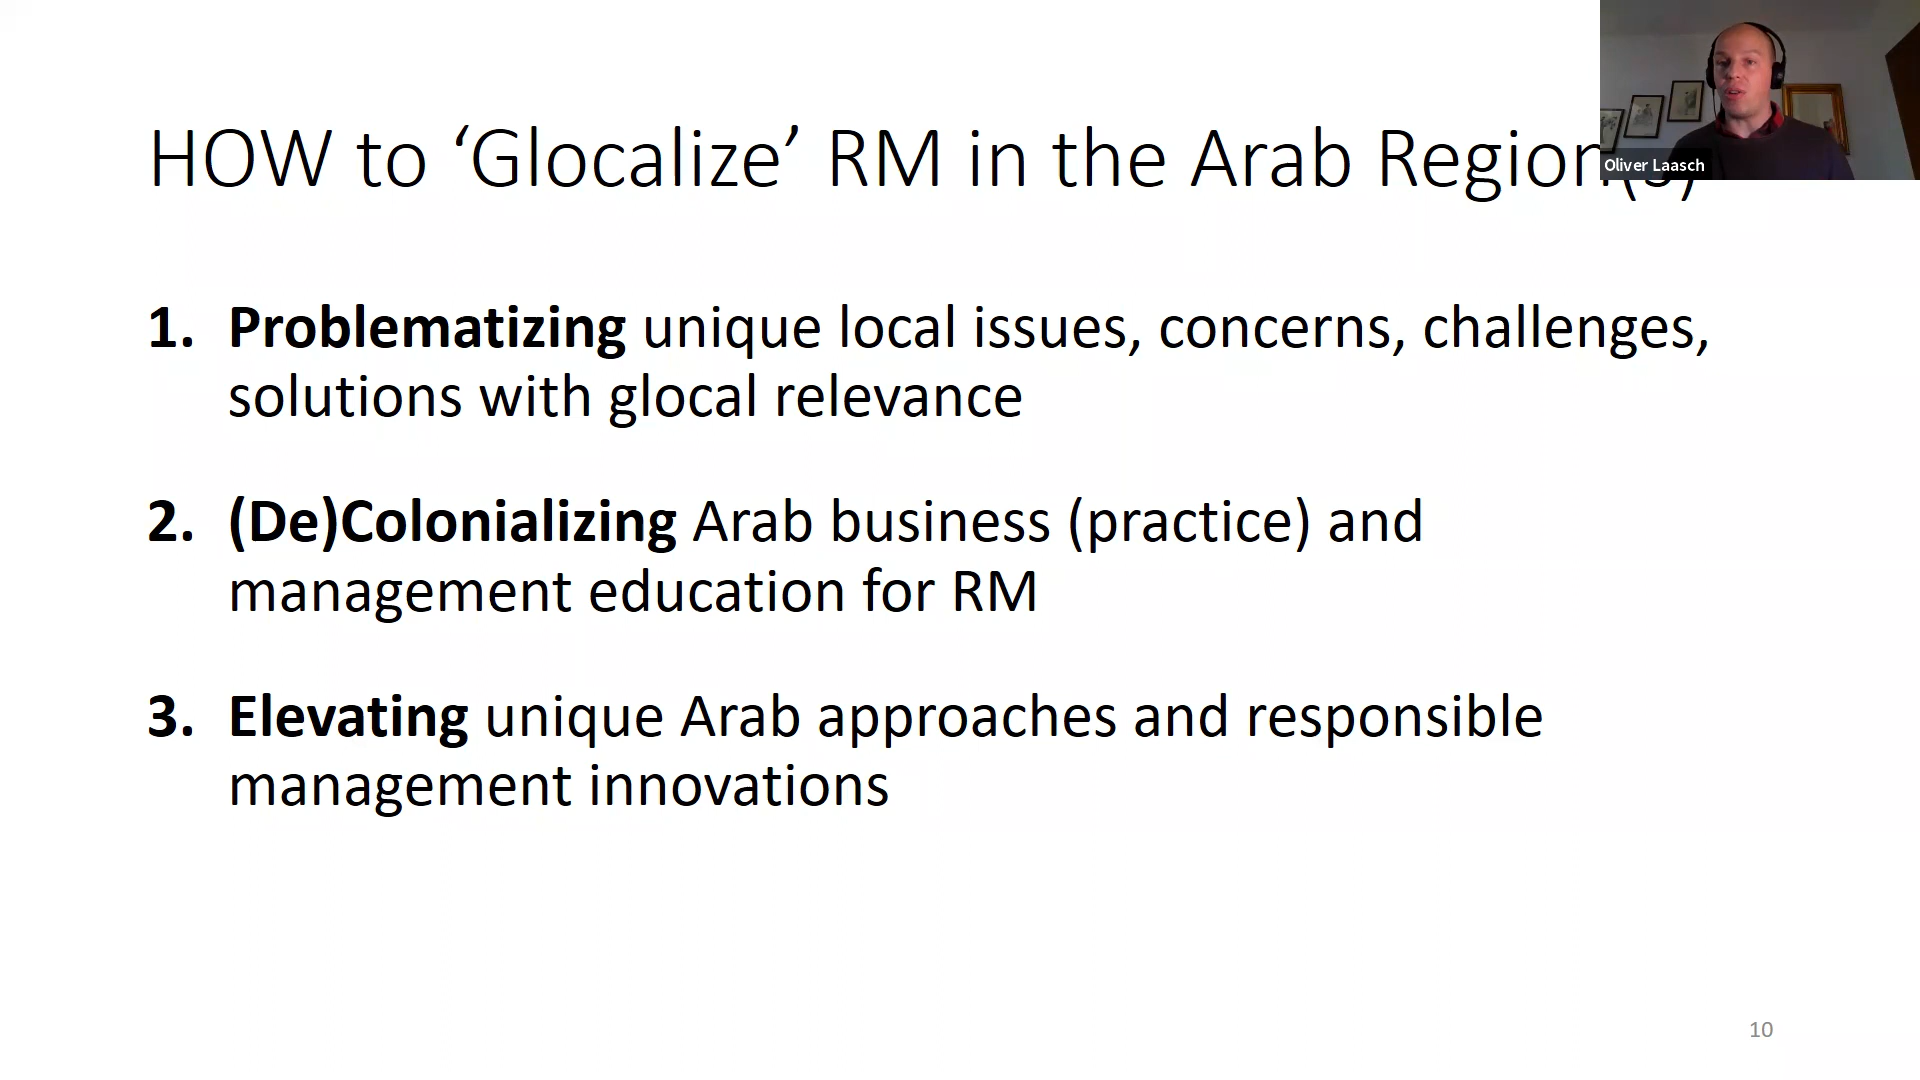 HOW to ‘Glocalize’ RM in the Arab Region(s)
Oliver Laasch
1. Problematizing unique local issues, concerns, challenges,
solutions with glocal relevance
2. (De)Colonializing Arab business (practice) and
management education for RM
3. Elevating unique Arab approaches and responsible
management innovations
10